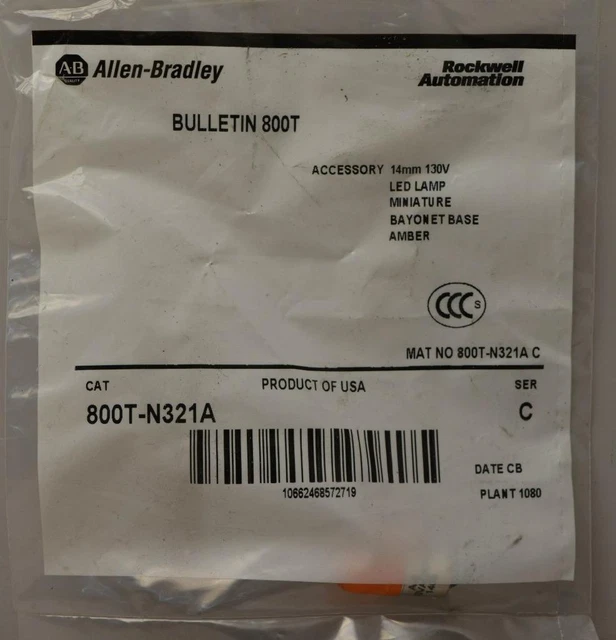 AB QUALITY Allen-Bradley
Rockwell
Automation
BULLETIN 800T
ACCESSORY 14mm 130V
LED LAMP
MINIATURE
BAYONET BASE
AMBER
CCC S
MAT NO 800T-N321A C
CAT
PRODUCT OF USA
SER
800T-N321A
C
10662468572719
DATE CB
PLANT 1080